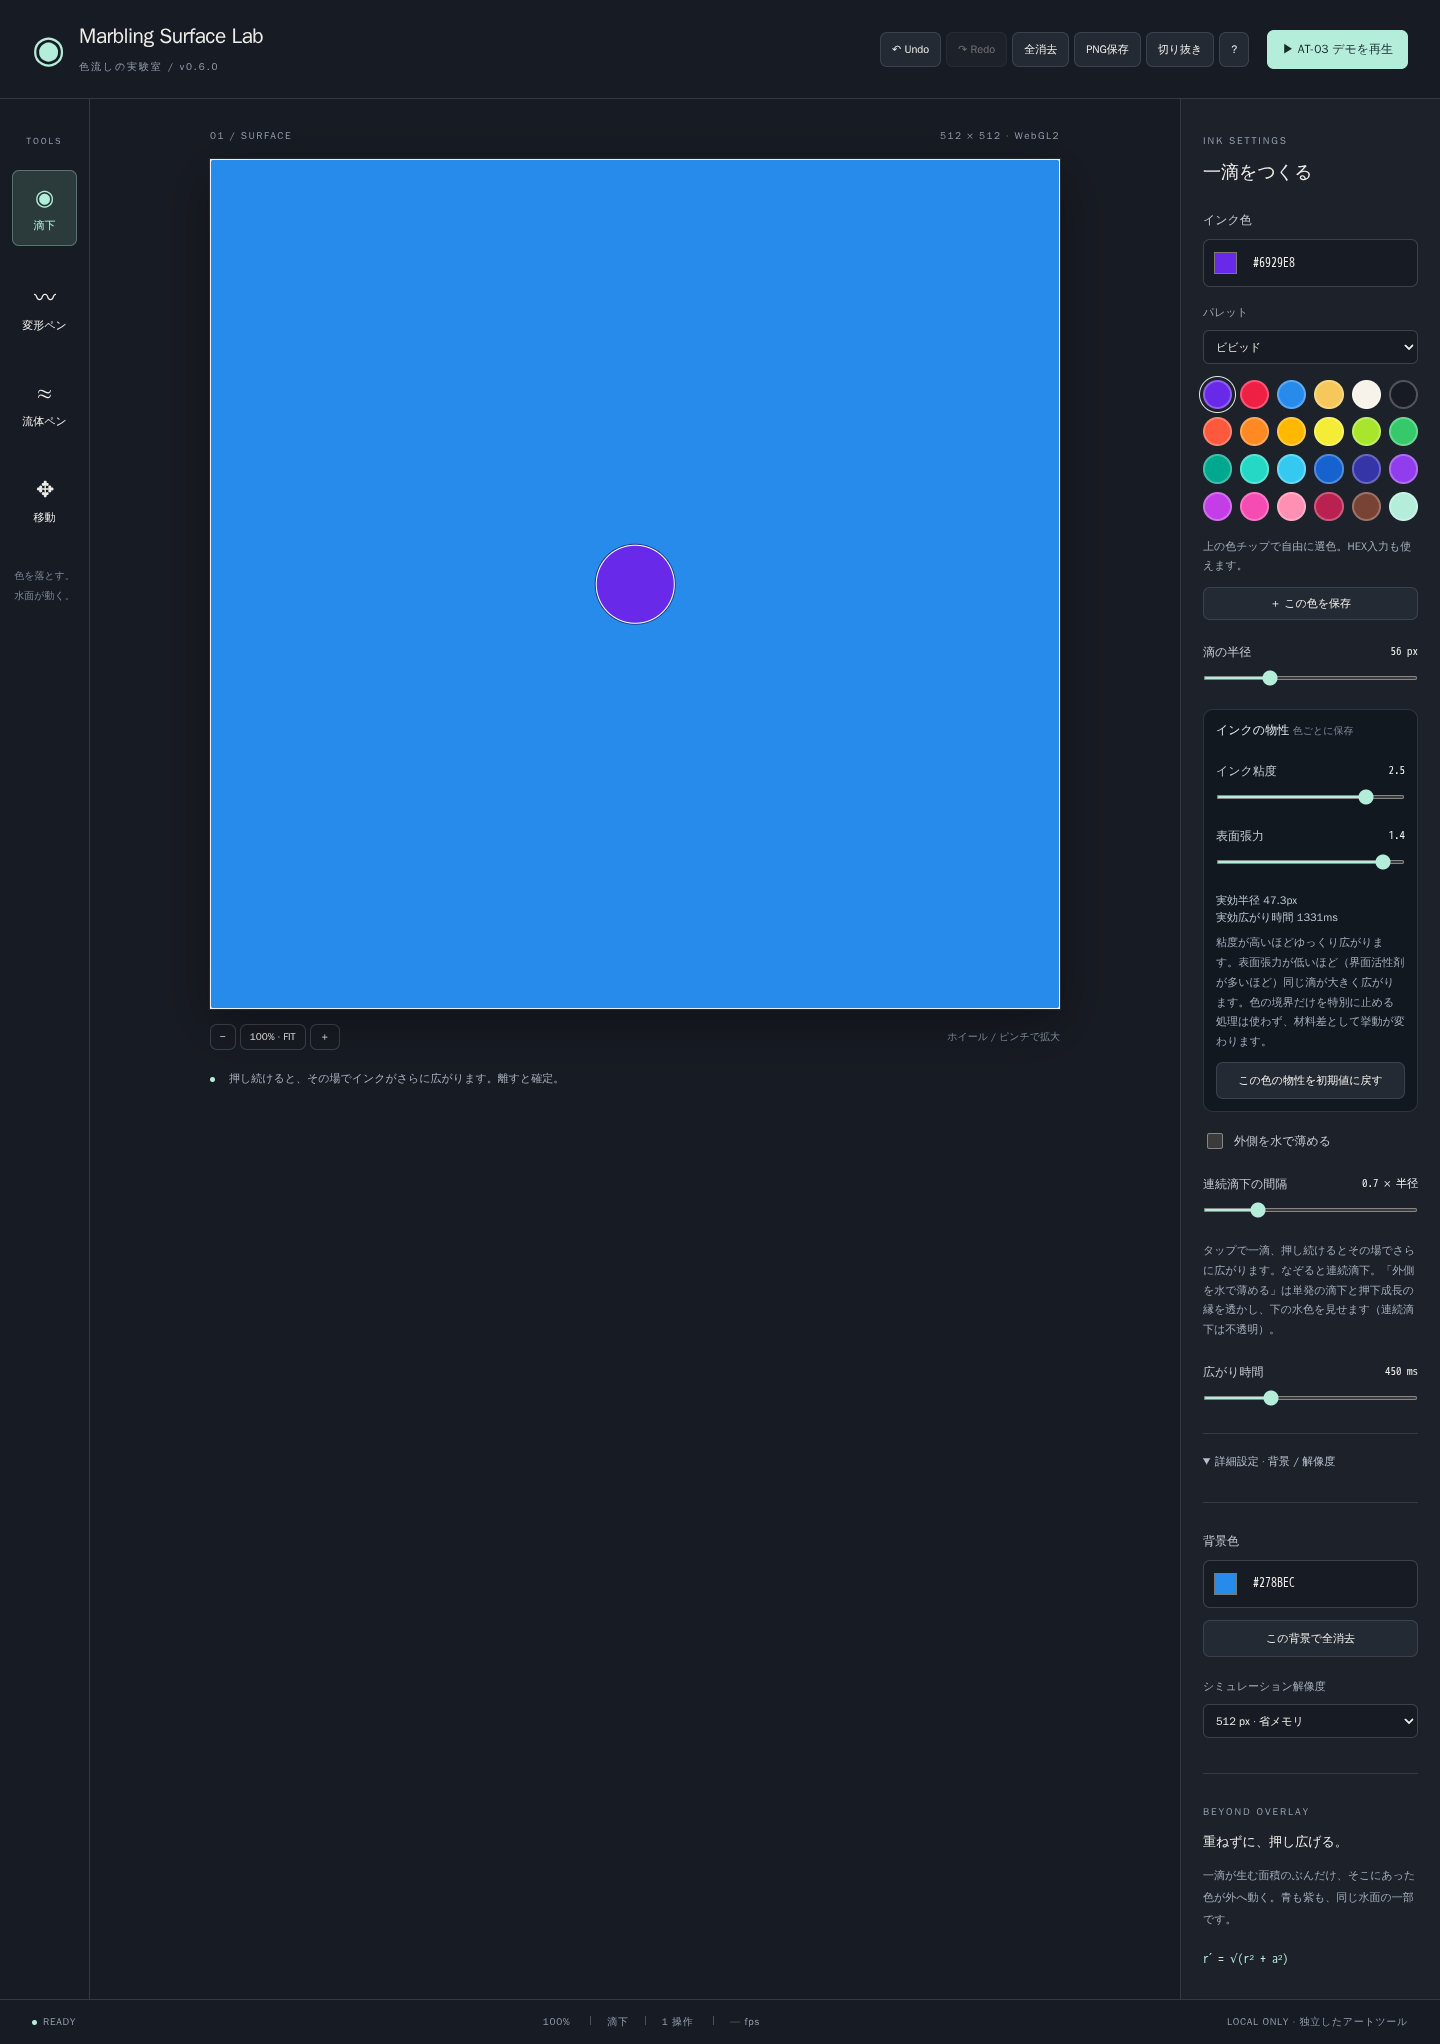 Marbling Surface Lab
色流しの実験室 / v0.6.0
↶ Undo
↷ Redo
全消去
PNG保存
切り抜き
?
▶ AT-03 デモを再生
TOOLS
滴下
変形ペン
流体ペン
移動
色を落とす。
水面が動く。
01 / SURFACE
512 × 512 · WebGL2
−
100% · FIT
+
ホイール / ピンチで拡大
押し続けると、その場でインクがさらに広がります。離すと確定。
INK SETTINGS
一滴をつくる
インク色
#6929E8
パレット
ビビッド
上の色チップで自由に選色。HEX入力も使
えます。
＋ この色を保存
滴の半径
56 px
インクの物性 色ごとに保存
インク粘度
2.5
表面張力
1.4
実効半径 47.3px
実効広がり時間 1331ms
粘度が高いほどゆっくり広がりま
す。表面張力が低いほど（界面活性剤
が多いほど）同じ滴が大きく広がり
ます。色の境界だけを特別に止める
処理は使わず、材料差として挙動が変
わります。
この色の物性を初期値に戻す
外側を水で薄める
連続滴下の間隔
0.7 × 半径
タップで一滴、押し続けるとその場でさら
に広がります。なぞると連続滴下。「外側
を水で薄める」は単発の滴下と押下成長の
縁を透かし、下の水色を見せます（連続滴
下は不透明）。
広がり時間
450 ms
▼ 詳細設定 · 背景 / 解像度
背景色
#278BEC
この背景で全消去
シミュレーション解像度
512 px · 省メモリ
BEYOND OVERLAY
重ねずに、押し広げる。
一滴が生む面積のぶんだけ、そこにあった
色が外へ動く。青も紫も、同じ水面の一部
です。
r′ = √(r² + a²)
READY
100%
滴下
1 操作
— fps
LOCAL ONLY · 独立したアートツール